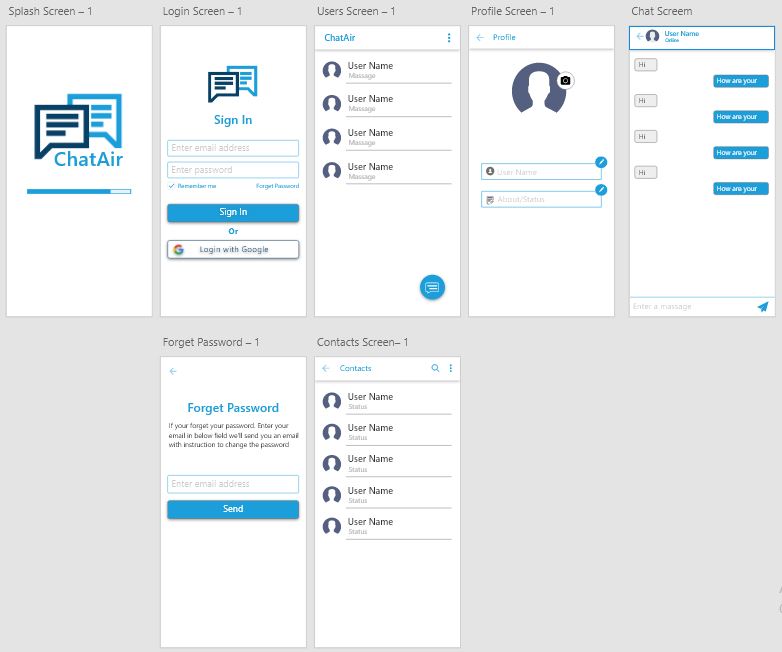 Splash Screen – 1
ChatAir
Login Screen – 1
Sign In
Enter email address
Enter password
Remember me
Forget Password
Sign In
Or
Login with Google
Users Screen – 1
ChatAir
User Name
Massage
User Name
Massage
User Name
Massage
User Name
Massage
Profile Screen – 1
Profile
User Name
About/Status
Chat Screem
User Name
Online
Hi
How are your
Hi
How are your
Hi
How are your
Hi
How are your
Enter a massage
Forget Password – 1
Forget Password
If your forget your password. Enter your
email in below field we'll send you an email
with instruction to change the password
Enter email address
Send
Contacts Screen– 1
Contacts
User Name
Status
User Name
Status
User Name
Status
User Name
Status
User Name
Status